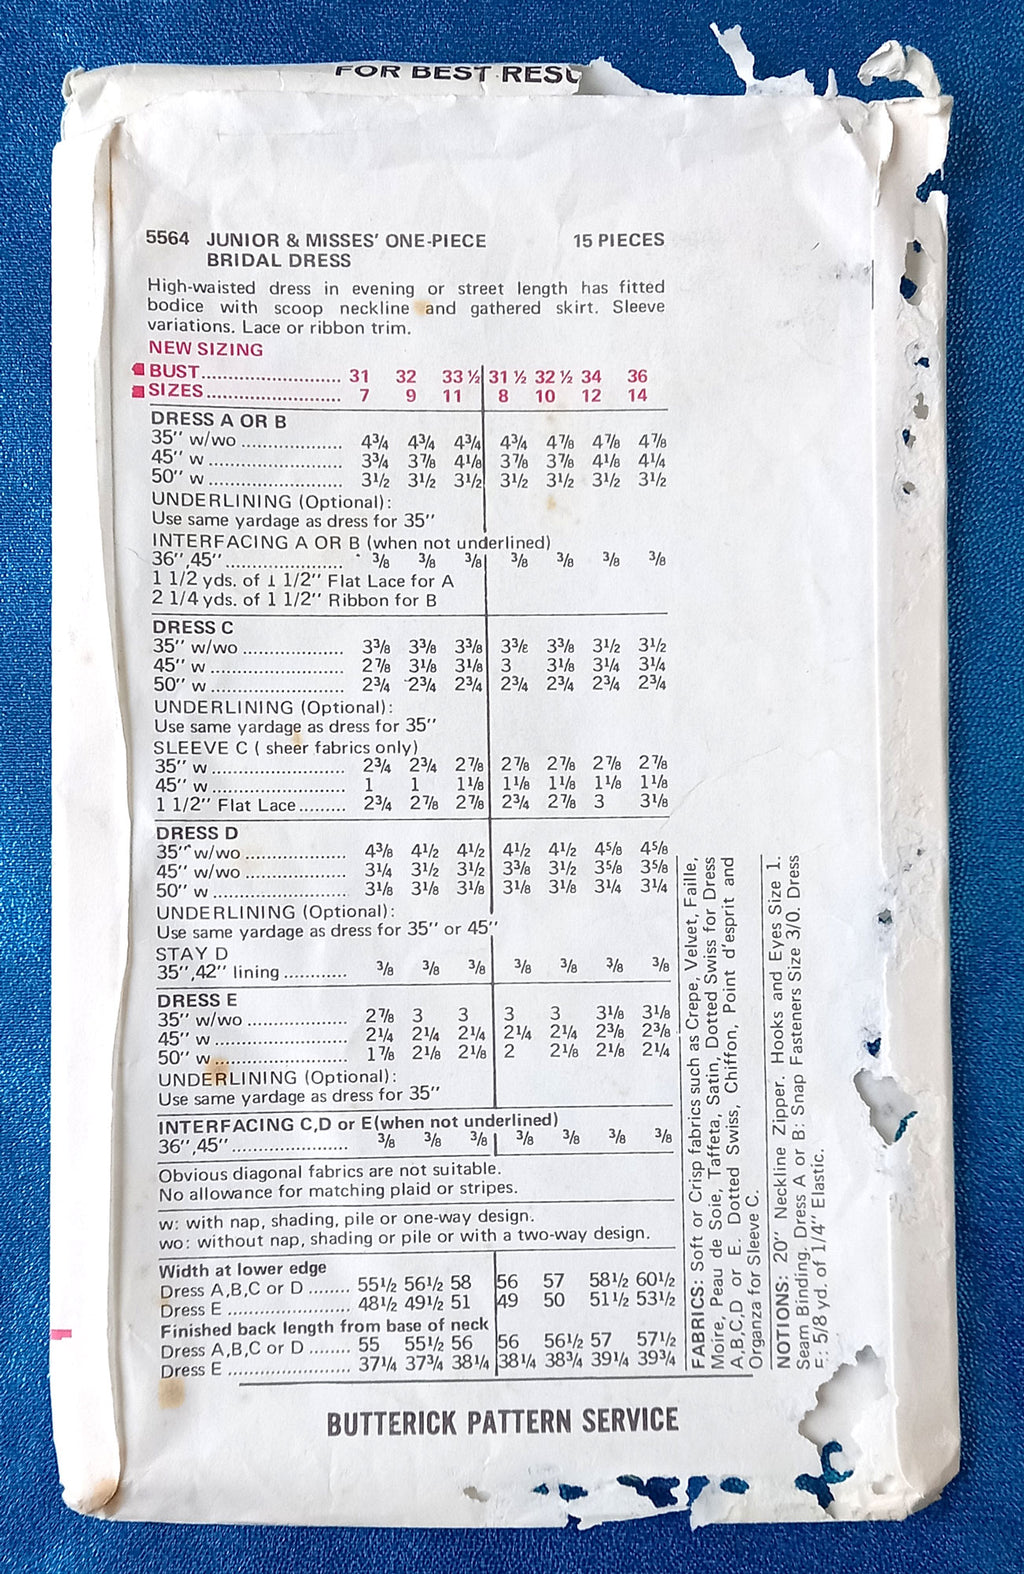 FOR BEST RESU
5564 JUNIOR & MISSES' ONE-PIECE 15 PIECES
BRIDAL DRESS
High-waisted dress in evening or street length has fitted
bodice with scoop neckline and gathered skirt. Sleeve
variations. Lace or ribbon trim.
NEW SIZING
BUST........................... 31 32 33 ½ 31 ½ 32 ½ 34 36
SIZES........................... 7 9 11 8 10 12 14
DRESS A OR B
35'' w/wo .................... 4¾ 4¾ 4¾ 4¾ 4⅞ 4⅞ 4⅞
45'' w ........................... 3¾ 3⅞ 4⅛ 3⅞ 3⅞ 4⅛ 4¼
50'' w ........................... 3½ 3½ 3½ 3½ 3½ 3½ 3½
UNDERLINING (Optional):
Use same yardage as dress for 35''
INTERFACING A OR B (when not underlined)
36'',45''........................ ⅜ ⅜ ⅜ ⅜ ⅜ ⅜ ⅜
1 1/2 yds. of 1 1/2'' Flat Lace for A
2 1/4 yds. of 1 1/2'' Ribbon for B
DRESS C
35'' w/wo .................... 3⅜ 3⅜ 3⅜ 3⅜ 3⅜ 3½ 3½
45'' w ........................... 2⅞ 3⅛ 3⅛ 3 3⅛ 3¼ 3¼
50'' w ........................... 2¾ 2¾ 2¾ 2¾ 2¾ 2¾ 2¾
UNDERLINING (Optional):
Use same yardage as dress for 35''
SLEEVE C ( sheer fabrics only)
35'' w ........................... 2¾ 2¾ 2⅞ 2⅞ 2⅞ 2⅞ 2⅞
45'' w ........................... 1 1 1⅛ 1⅛ 1⅛ 1⅛ 1⅛
1 1/2'' Flat Lace......... 2¾ 2⅞ 2⅞ 2¾ 2⅞ 3 3⅛
DRESS D
35'' w/wo .................... 4⅜ 4½ 4½ 4½ 4½ 4⅝ 4⅝
45'' w/wo .................... 3¼ 3½ 3½ 3⅜ 3½ 3⅝ 3⅝
50'' w ........................... 3⅛ 3⅛ 3⅛ 3⅛ 3⅛ 3¼ 3¼
UNDERLINING (Optional):
Use same yardage as dress for 35'' or 45''
STAY D
35'',42'' lining ............ ⅜ ⅜ ⅜ ⅜ ⅜ ⅜ ⅜
DRESS E
35'' w/wo .................... 2⅞ 3 3 3 3 3⅛ 3⅛
45'' w ........................... 2¼ 2¼ 2¼ 2¼ 2¼ 2⅜ 2⅜
50'' w ........................... 1⅞ 2⅛ 2⅛ 2 2⅛ 2⅛ 2¼
UNDERLINING (Optional):
Use same yardage as dress for 35''
INTERFACING C,D or E(when not underlined)
36'',45'' ....................... ⅜ ⅜ ⅜ ⅜ ⅜ ⅜ ⅜
Obvious diagonal fabrics are not suitable.
No allowance for matching plaid or stripes.
w: with nap, shading, pile or one-way design.
wo: without nap, shading or pile or with a two-way design.
Width at lower edge
Dress A,B,C or D ........ 55½ 56½ 58 56 57 58½ 60½
Dress E ........................ 48½ 49½ 51 49 50 51½ 53½
Finished back length from base of neck
Dress A,B,C or D ........ 55 55½ 56 56 56½ 57 57½
Dress E ........................ 37¼ 37¾ 38¼ 38¼ 38¾ 39¼ 39¾
FABRICS: Soft or Crisp fabrics such as Crepe, Velvet, Faille,
Moire, Peau de Soie, Taffeta, Satin, Dotted Swiss for Dress
A,B,C,D or E. Dotted Swiss, Chiffon, Point d'esprit and
Organza for Sleeve C.
NOTIONS: 20'' Neckline Zipper. Hooks and Eyes Size 1.
Seam Binding. Dress A or B: Snap Fasteners Size 3/0. Dress
E: 5/8 yd. of 1/4'' Elastic.
BUTTERICK PATTERN SERVICE